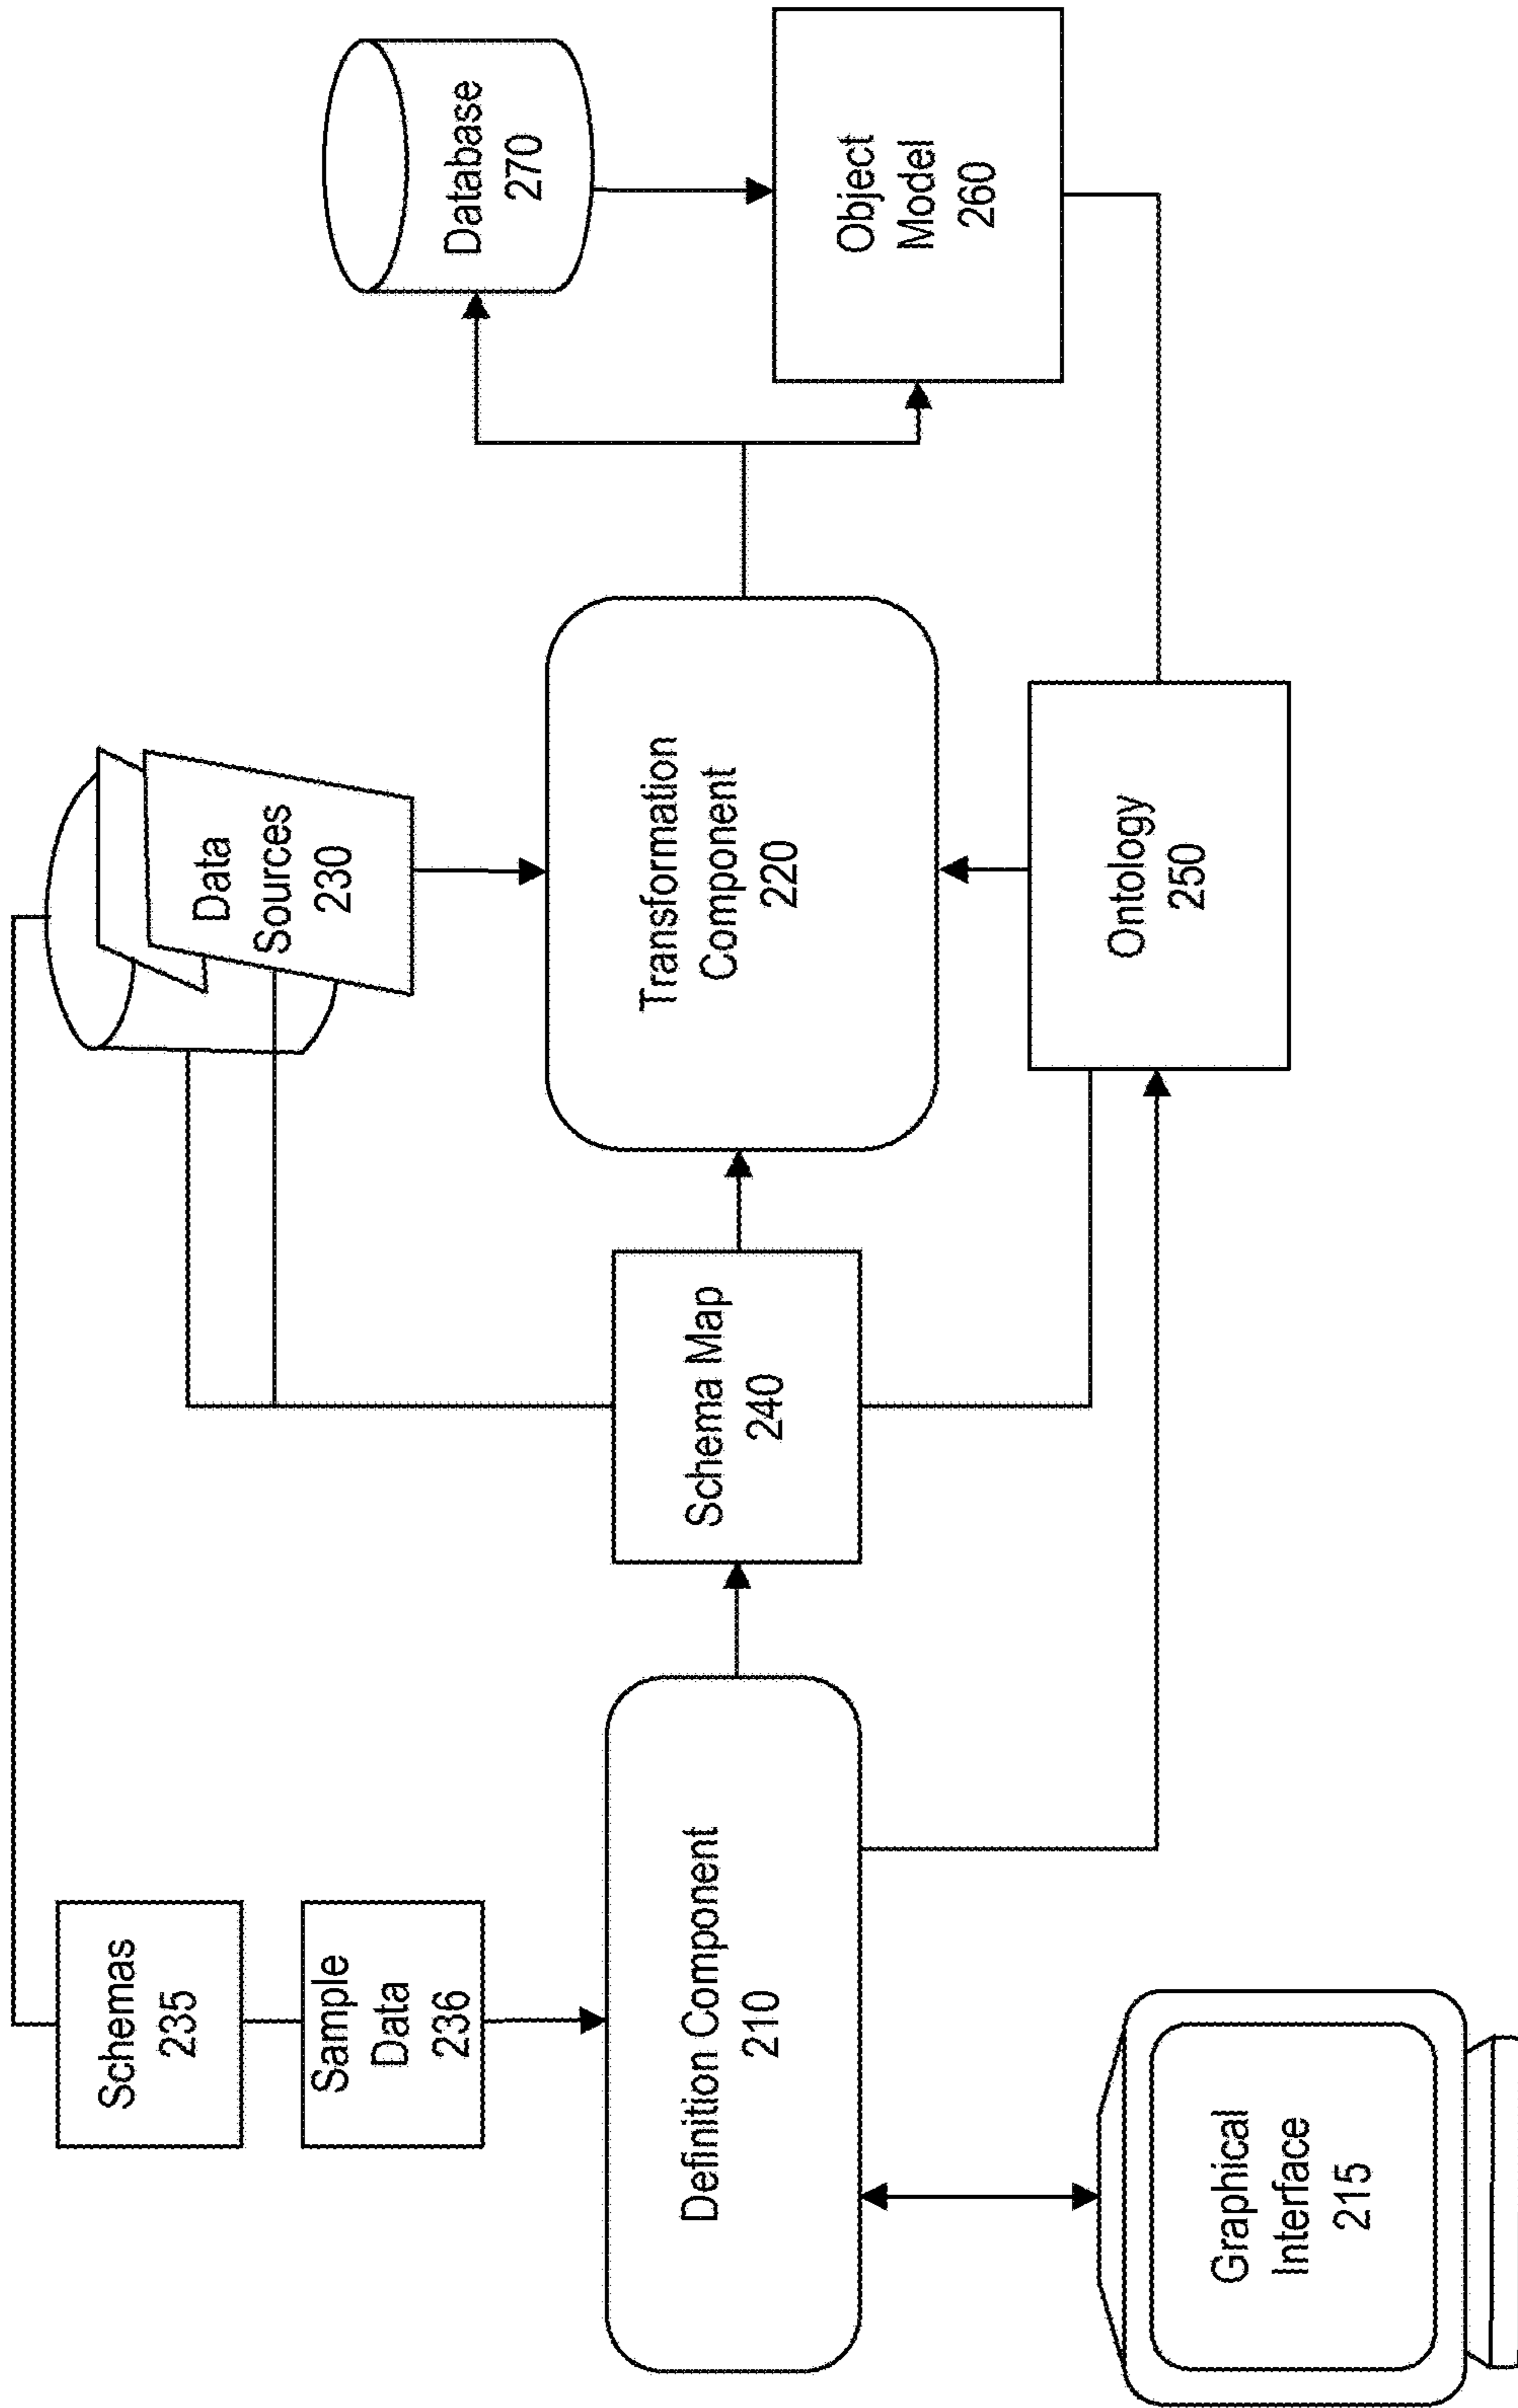 Schemas
235
Sample
Data
236
Data
Sources
230
Database
270
Definition Component
210
Schema Map
240
Transformation
Component
220
Object
Model
260
Graphical
Interface
215
Ontology
250